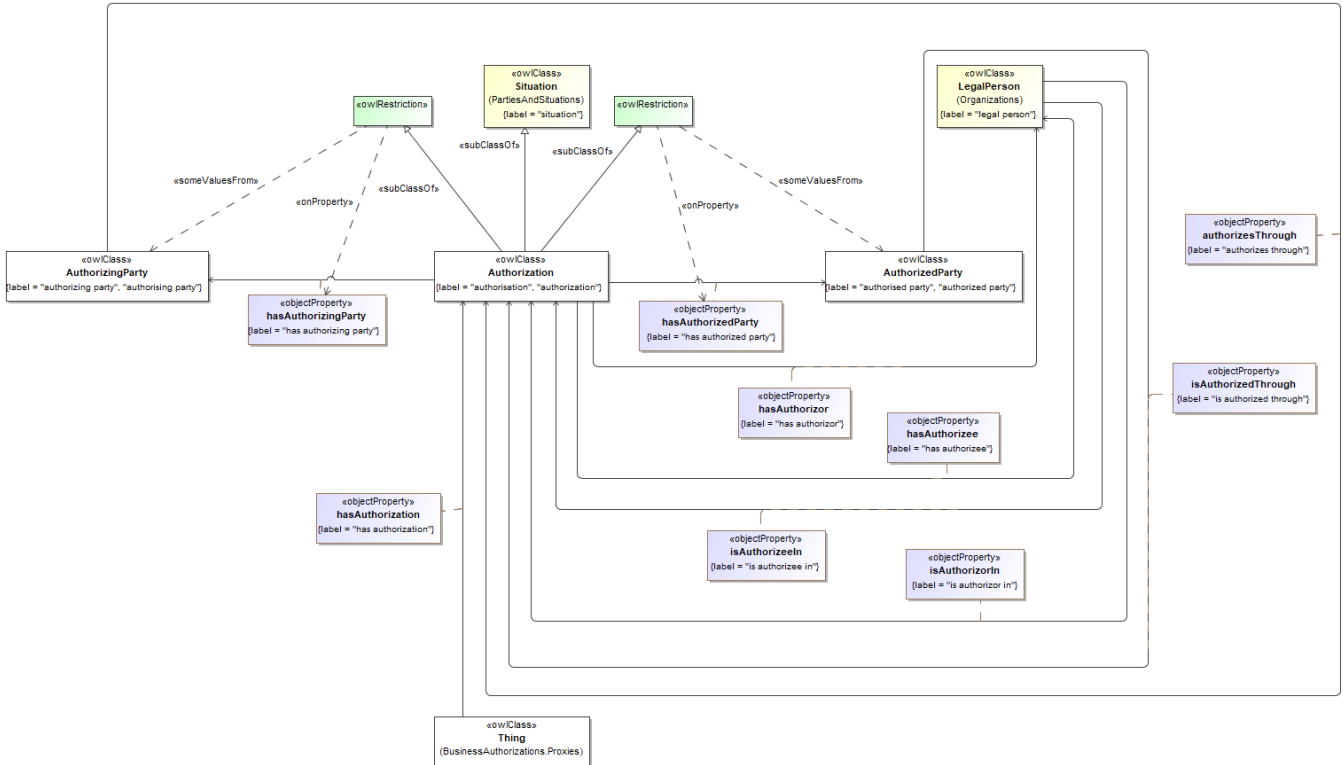 «owlClass»
Situation
(PartiesAndSituations)
{label = "situation"}
«owlClass»
LegalPerson
(Organizations)
{label = "legal person"}
«owlRestriction»
«owlRestriction»
«subClassOf»
«subClassOf»
«someValuesFrom»
«subClassOf»
«someValuesFrom»
«onProperty»
«onProperty»
«objectProperty»
authorizesThrough
{label = "authorizes through"}
«owlClass»
AuthorizingParty
{label = "authorizing party", "authorising party"}
«owlClass»
Authorization
{label = "authorisation", "authorization"}
«owlClass»
AuthorizedParty
{label = "authorised party", "authorized party"}
«objectProperty»
hasAuthorizingParty
{label = "has authorizing party"}
«objectProperty»
hasAuthorizedParty
{label = "has authorized party"}
«objectProperty»
isAuthorizedThrough
{label = "is authorized through"}
«objectProperty»
hasAuthorizor
{label = "has authorizor"}
«objectProperty»
hasAuthorizee
{label = "has authorizee"}
«objectProperty»
hasAuthorization
{label = "has authorization"}
«objectProperty»
isAuthorizeeIn
{label = "is authorizee in"}
«objectProperty»
isAuthorizorIn
{label = "is authorizor in"}
«owlClass»
Thing
(BusinessAuthorizations.Proxies)